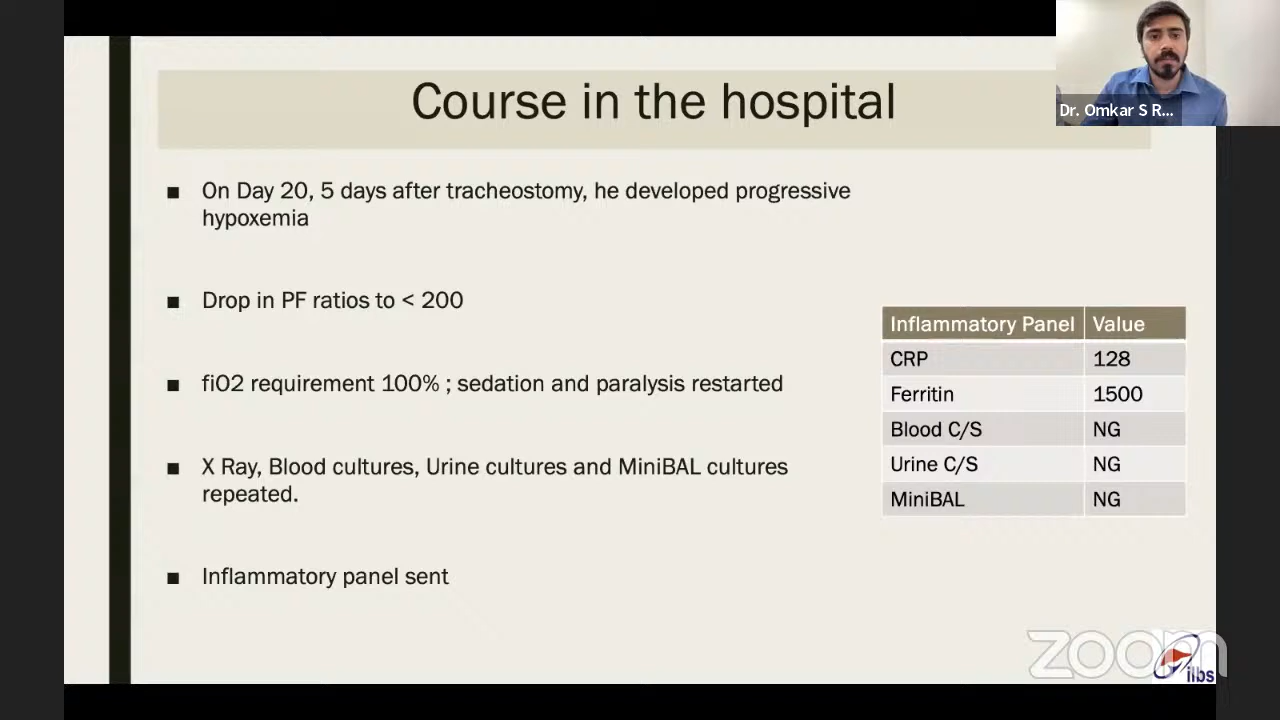 Course in the hospital
Dr. Omkar S R...
■ On Day 20, 5 days after tracheostomy, he developed progressive
hypoxemia
■ Drop in PF ratios to < 200
■ fiO2 requirement 100% ; sedation and paralysis restarted
■ X Ray, Blood cultures, Urine cultures and MiniBAL cultures
repeated.
■ Inflammatory panel sent
Inflammatory Panel Value
CRP 128
Ferritin 1500
Blood C/S NG
Urine C/S NG
MiniBAL NG
zoom
ilbs